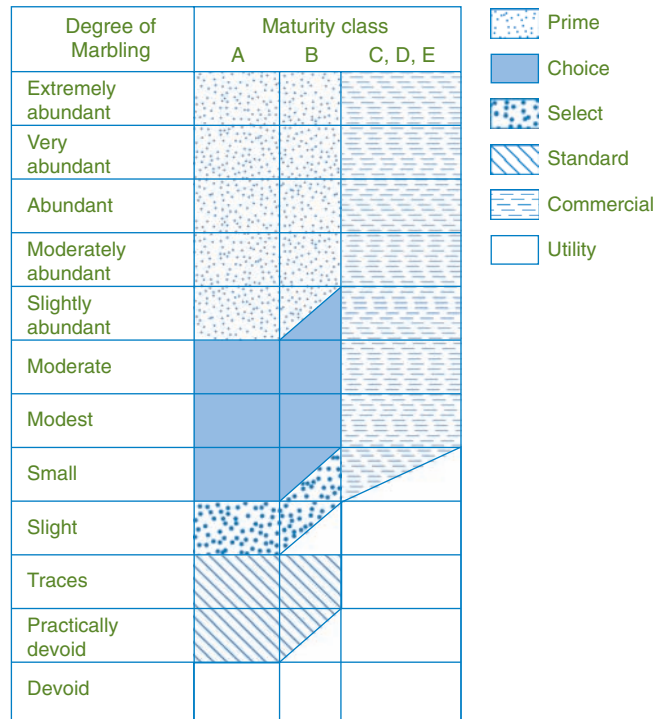 Degree of
Marbling
Maturity class
A B C, D, E
Extremely
abundant
Very
abundant
Abundant
Moderately
abundant
Slightly
abundant
Moderate
Modest
Small
Slight
Traces
Practically
devoid
Devoid
Prime
Choice
Select
Standard
Commercial
Utility